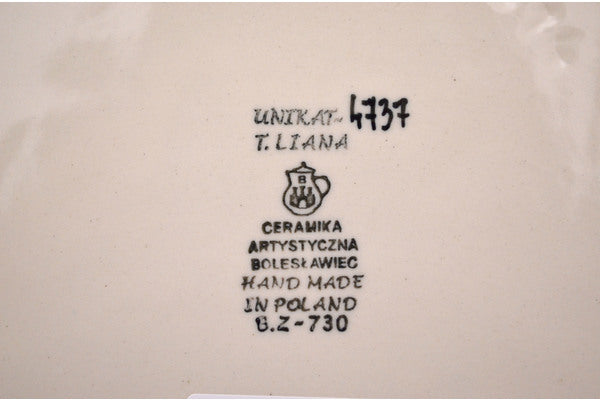 UNIKAT- 4737
T. LIANA
B
CERAMIKA
ARTYSTYCZNA
BOLESŁAWIEC
HAND MADE
IN POLAND
B.Z-730